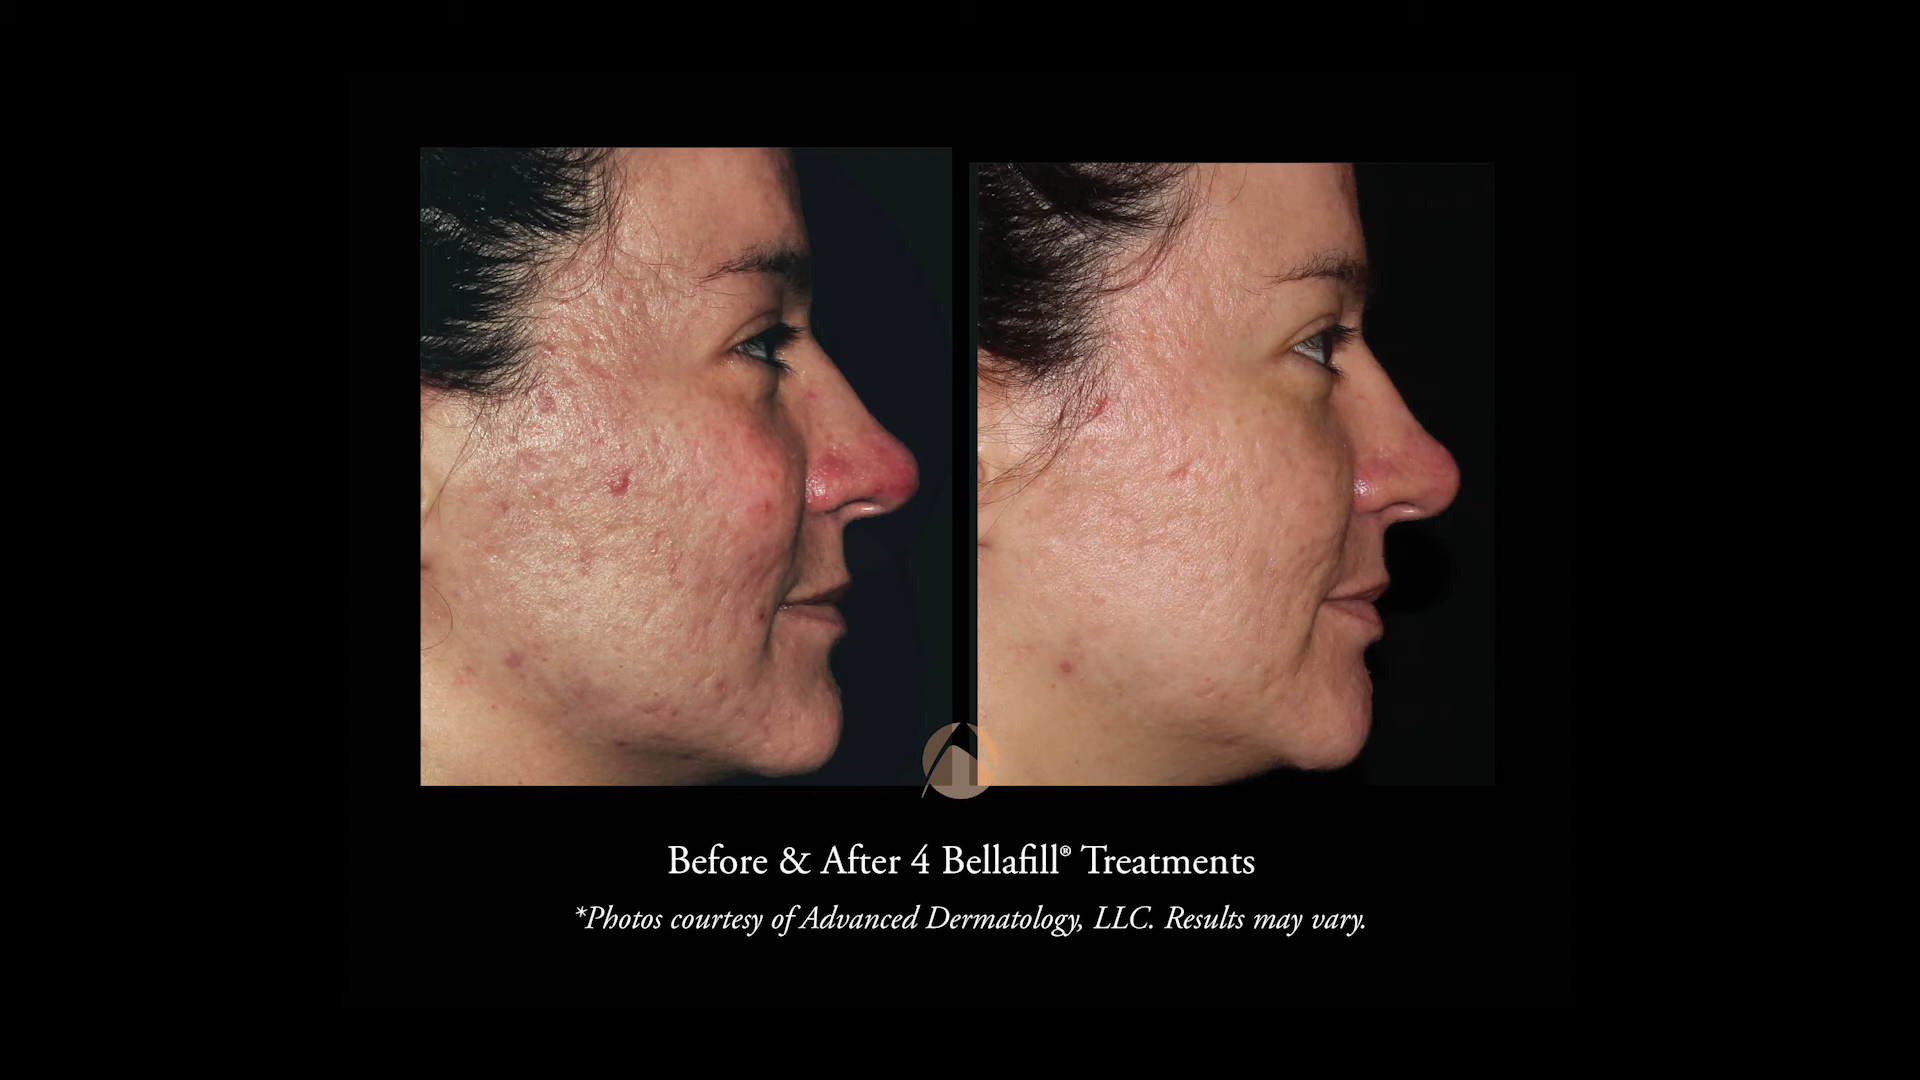 Before & After 4 Bellafill® Treatments
*Photos courtesy of Advanced Dermatology, LLC. Results may vary.